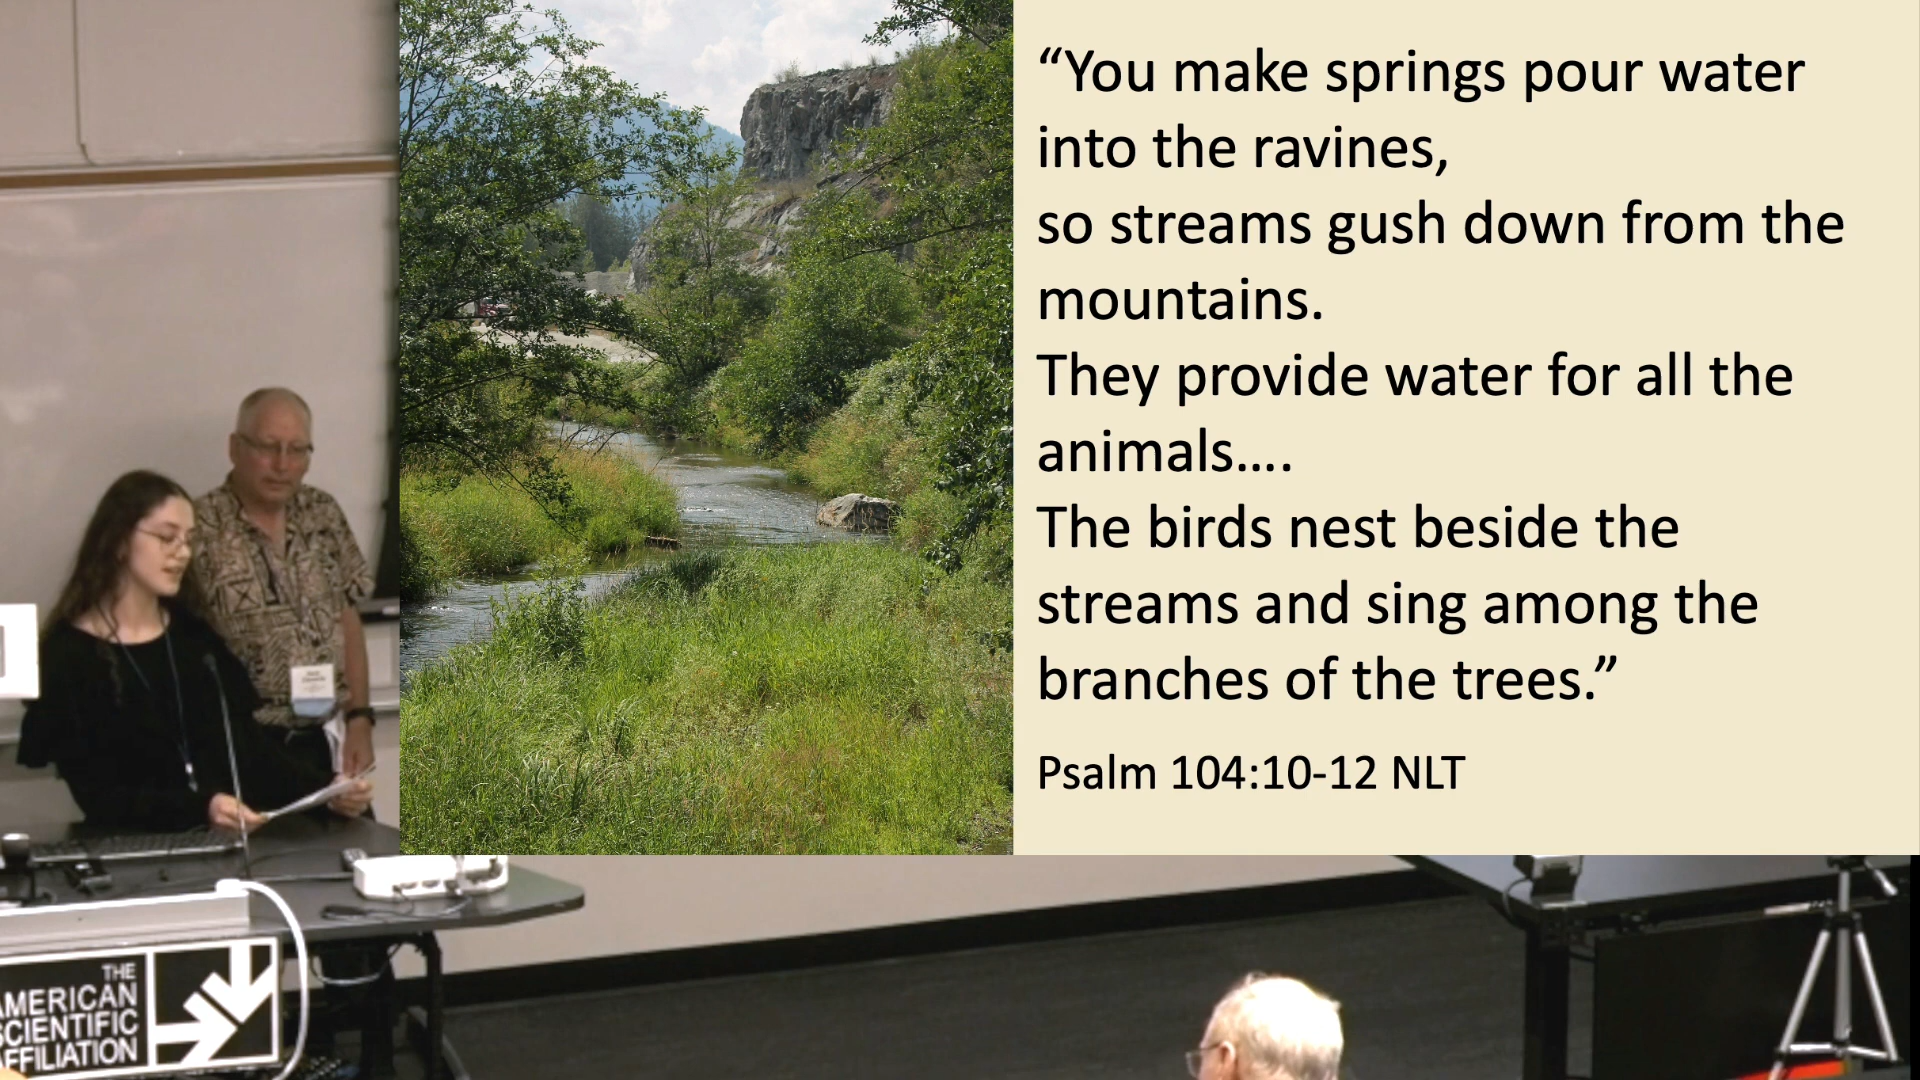 “You make springs pour water
into the ravines,
so streams gush down from the
mountains.
They provide water for all the
animals….
The birds nest beside the
streams and sing among the
branches of the trees.”
Psalm 104:10-12 NLT
THE
AMERICAN
SCIENTIFIC
AFFILIATION